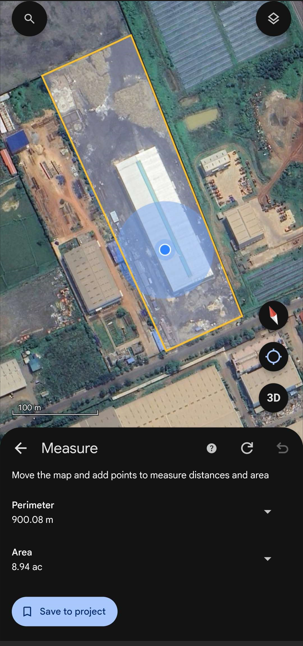 3D
100 m
Measure
Move the map and add points to measure distances and area
Perimeter
900.08 m
Area
8.94 ac
Save to project